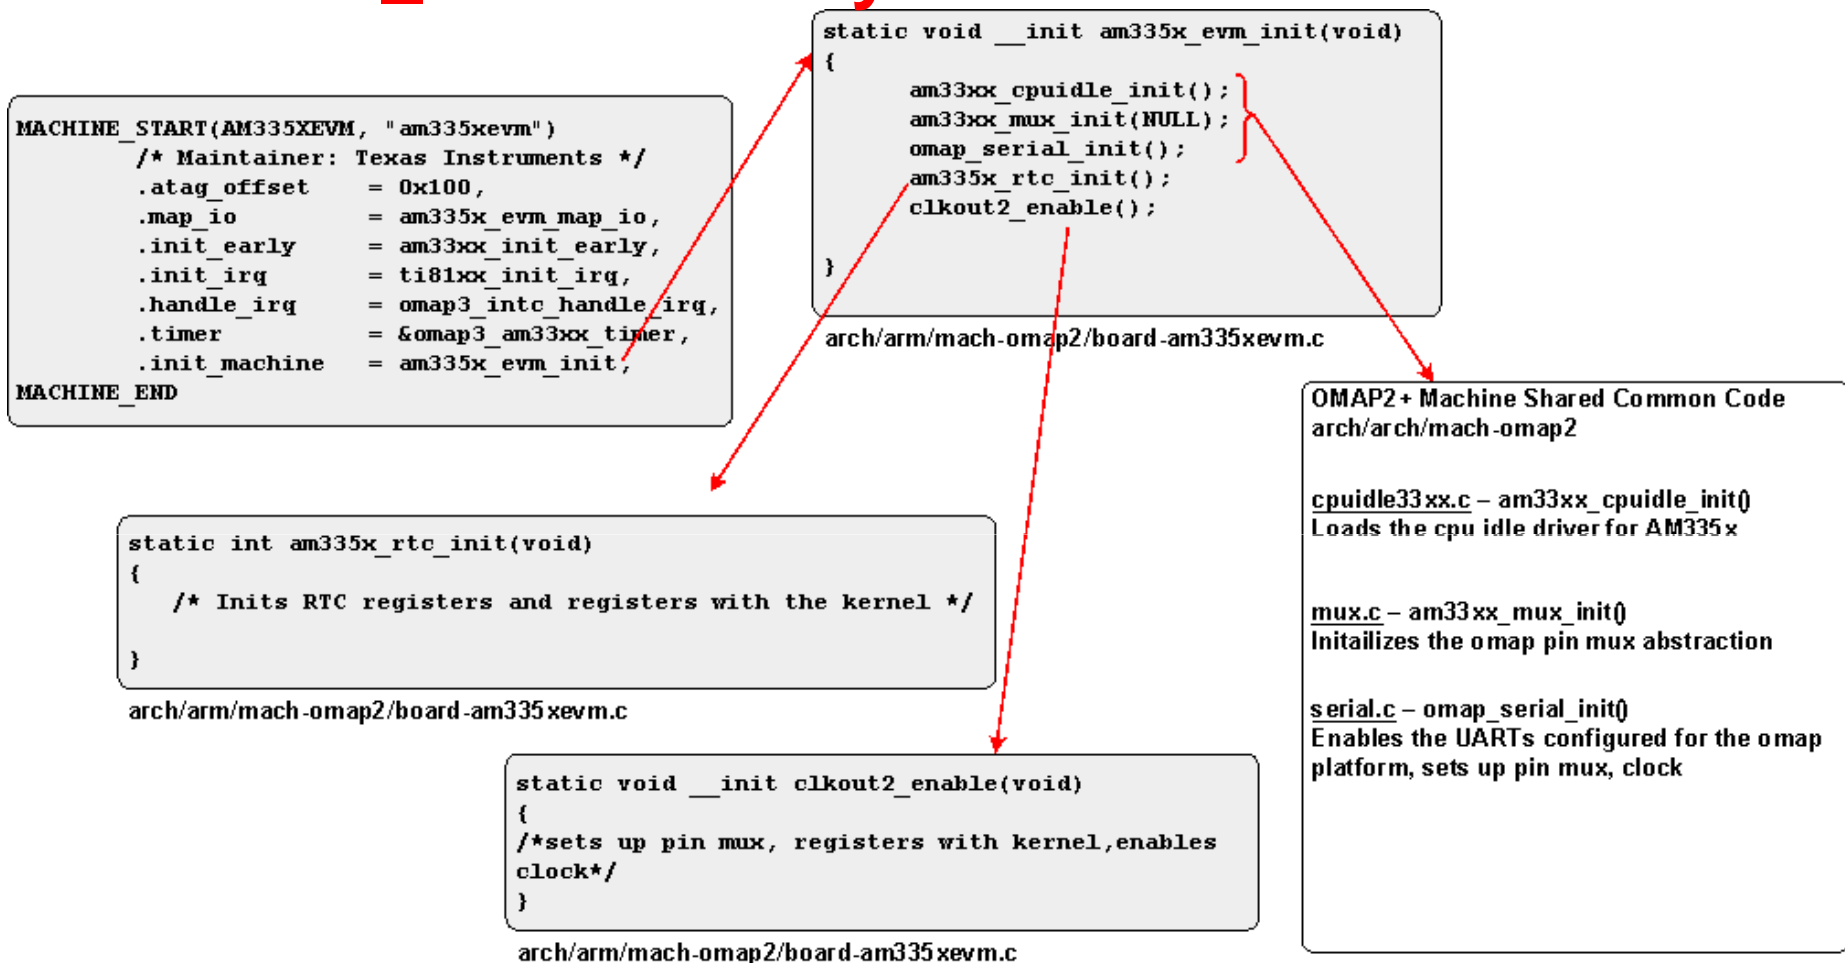 MACHINE_START(AM335XEVM, "am335xevm")
/* Maintainer: Texas Instruments */
.atag_offset = 0x100,
.map_io = am335x_evm_map_io,
.init_early = am33xx_init_early,
.init_irq = ti81xx_init_irq,
.handle_irq = omap3_intc_handle_irq,
.timer = &omap3_am33xx_timer,
.init_machine = am335x_evm_init,
MACHINE_END
static void __init am335x_evm_init(void)
{
am33xx_cpuidle_init();
am33xx_mux_init(NULL);
omap_serial_init();
am335x_rtc_init();
clkout2_enable();
}
arch/arm/mach-omap2/board-am335xevm.c
static int am335x_rtc_init(void)
{
/* Inits RTC registers and registers with the kernel */
}
arch/arm/mach-omap2/board-am335xevm.c
static void __init clkout2_enable(void)
{
/*sets up pin mux, registers with kernel,enables
clock*/
}
arch/arm/mach-omap2/board-am335xevm.c
OMAP2+ Machine Shared Common Code
arch/arch/mach-omap2
cpuidle33xx.c – am33xx_cpuidle_init()
Loads the cpu idle driver for AM335x
mux.c – am33xx_mux_init()
Initailizes the omap pin mux abstraction
serial.c – omap_serial_init()
Enables the UARTs configured for the omap
platform, sets up pin mux, clock